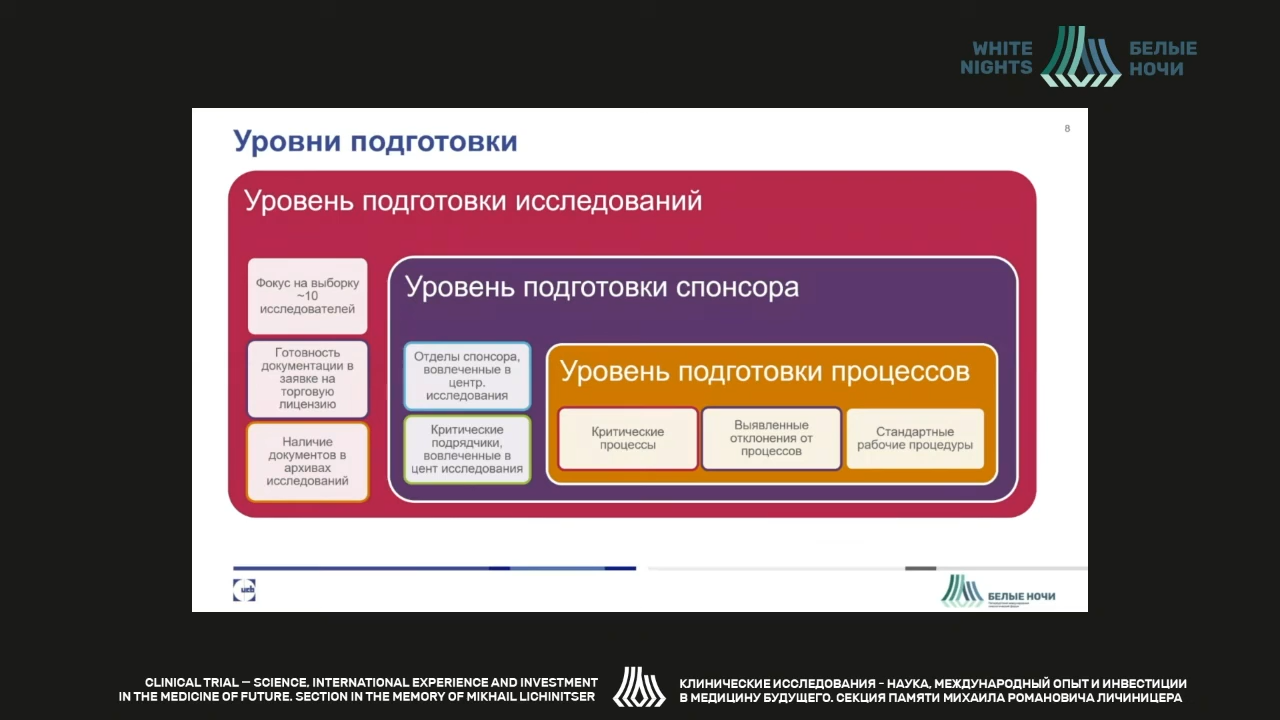 WHITE
NIGHTS
БЕЛЫЕ
НОЧИ
Уровни подготовки
8
Уровень подготовки исследований
Фокус на выборку
~10
исследователей
Готовность
документации в
заявке на
торговую
лицензию
Наличие
документов в
архивах
исследований
Уровень подготовки спонсора
Отделы спонсора,
вовлеченные в
центр.
исследования
Критические
подрядчики,
вовлеченные в
цент исследования
Уровень подготовки процессов
Критические
процессы
Выявленные
отклонения от
процессов
Стандартные
рабочие процедуры
ucb
БЕЛЫЕ НОЧИ
CLINICAL TRIAL – SCIENCE, INTERNATIONAL EXPERIENCE AND INVESTMENT
IN THE MEDICINE OF FUTURE. SECTION IN THE MEMORY OF MIKHAIL LICHINITSER
КЛИНИЧЕСКИЕ ИССЛЕДОВАНИЯ – НАУКА, МЕЖДУНАРОДНЫЙ ОПЫТ И ИНВЕСТИЦИИ
В МЕДИЦИНУ БУДУЩЕГО. СЕКЦИЯ ПАМЯТИ МИХАИЛА РОМАНОВИЧА ЛИЧИНИЦЕРА